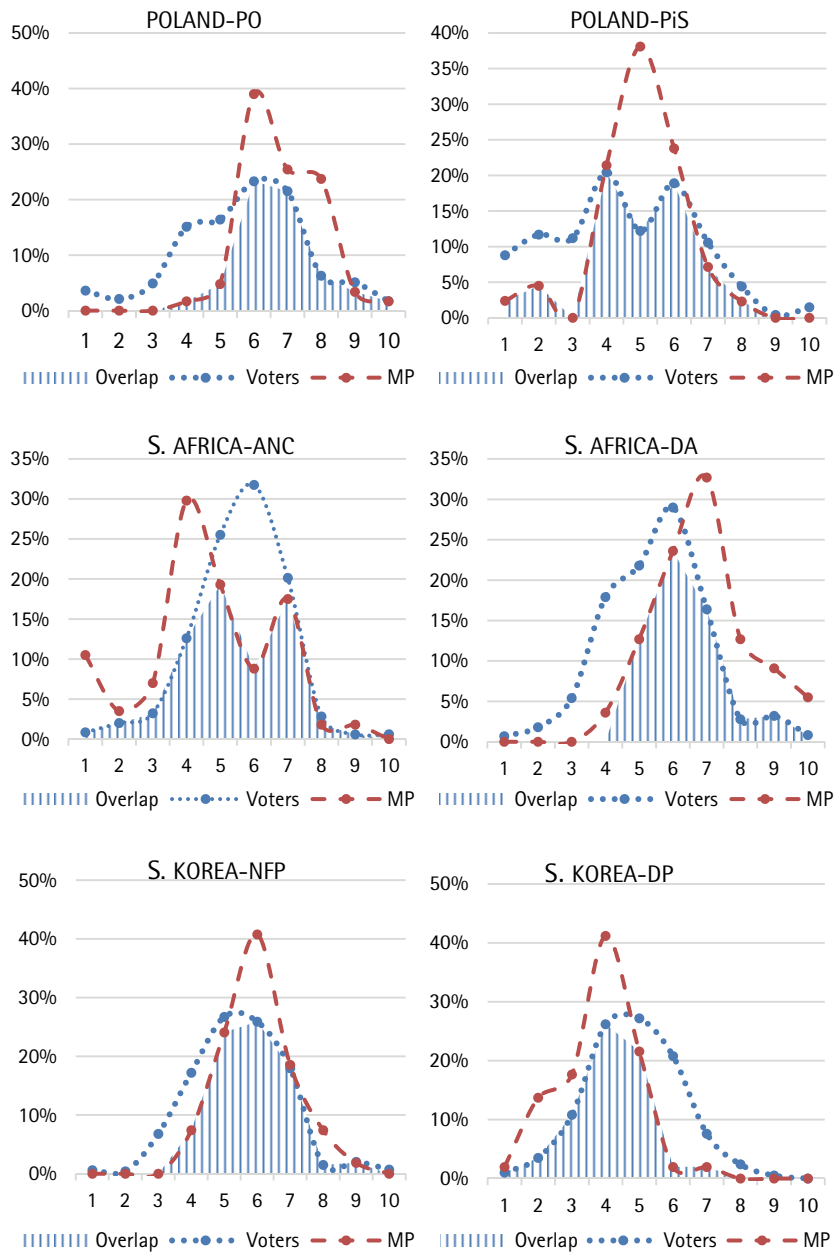 POLAND-PO
50%
40%
30%
20%
10%
0%
1 2 3 4 5 6 7 8 9 10
Overlap Voters MP
POLAND-PiS
40%
35%
30%
25%
20%
15%
10%
5%
0%
1 2 3 4 5 6 7 8 9 10
Overlap Voters MP
S. AFRICA-ANC
35%
30%
25%
20%
15%
10%
5%
0%
1 2 3 4 5 6 7 8 9 10
Overlap Voters MP
S. AFRICA-DA
35%
30%
25%
20%
15%
10%
5%
0%
1 2 3 4 5 6 7 8 9 10
Overlap Voters MP
S. KOREA-NFP
50%
40%
30%
20%
10%
0%
1 2 3 4 5 6 7 8 9 10
Overlap Voters MP
S. KOREA-DP
50%
40%
30%
20%
10%
0%
1 2 3 4 5 6 7 8 9 10
Overlap Voters MP